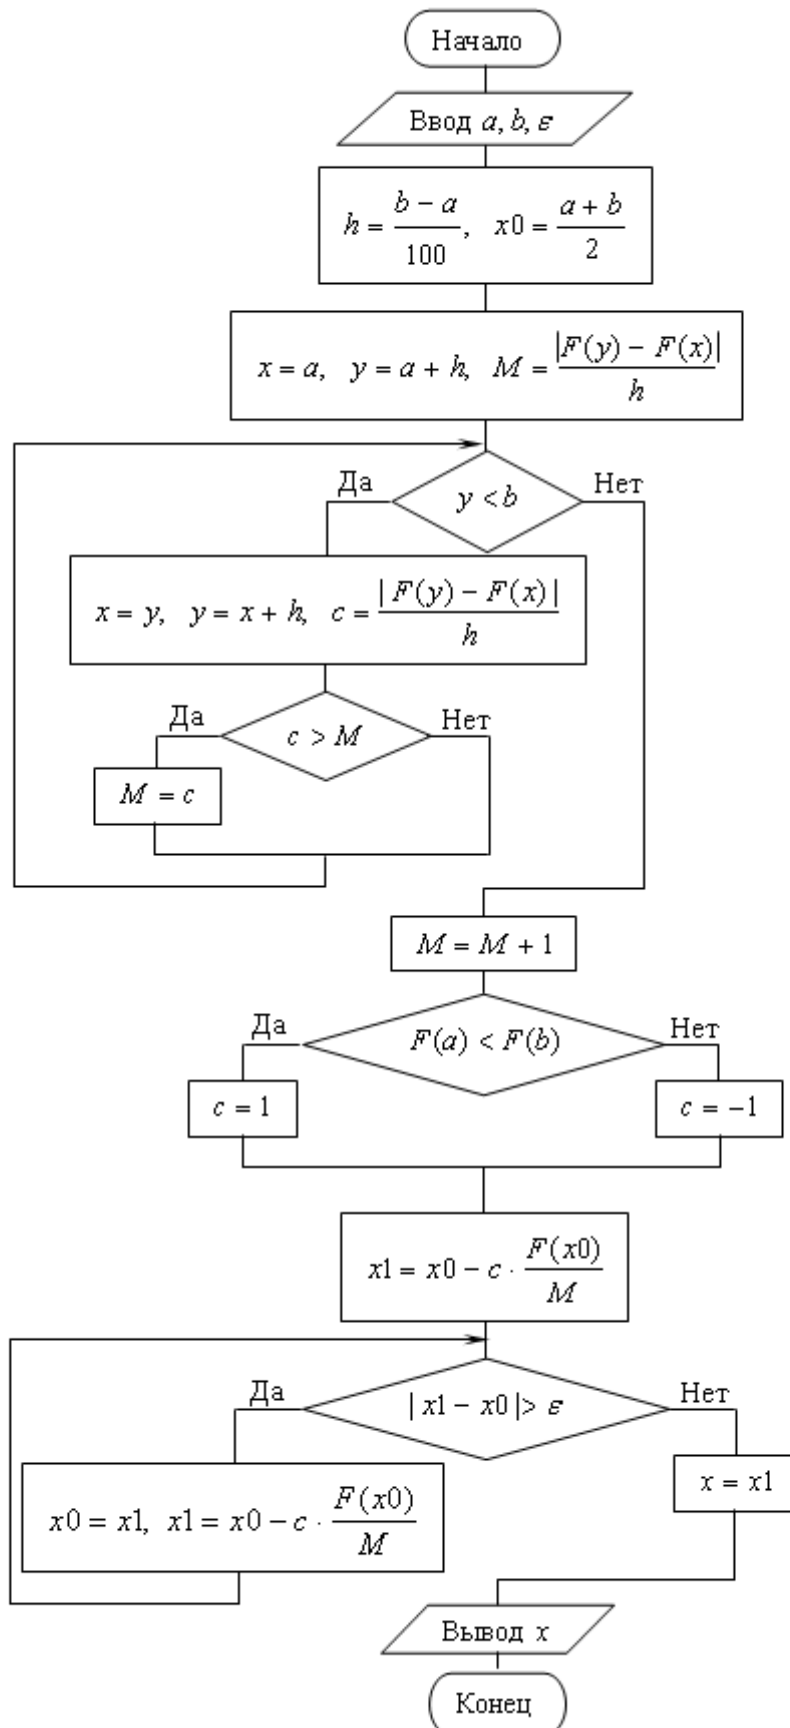 Начало
Ввод a, b, ε
h = (b − a)/100, x0 = (a + b)/2
x = a, y = a + h, M = |F(y) − F(x)|/h
Да
y < b
Нет
x = y, y = x + h, c = | F(y) − F(x) |/h
Да
c > M
Нет
M = c
M = M + 1
Да
F(a) < F(b)
Нет
c = 1
c = −1
x1 = x0 − c · F(x0)/M
Да
| x1 − x0 |> ε
Нет
x0 = x1, x1 = x0 − c · F(x0)/M
x = x1
Вывод x
Конец